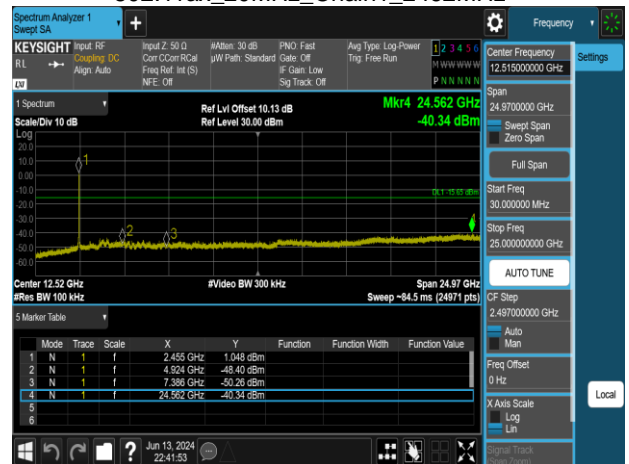 Spectrum Analyzer 1
Swept SA
Frequency
KEYSIGHT
RL
Input: RF
Coupling: DC
Align: Auto
Input Z: 50 Ω
Corr CCorr RCal
Freq Ref: Int (S)
NFE: Off
#Atten: 30 dB
µW Path: Standard
PNO: Fast
Gate: Off
IF Gain: Low
Sig Track: Off
Avg Type: Log-Power
Trig: Free Run
1 2 3 4 5 6
M W W W W W
P N N N N N
LXI
1 Spectrum
Scale/Div 10 dB
Ref Lvl Offset 10.13 dB
Ref Level 30.00 dBm
Mkr4 24.562 GHz
-40.34 dBm
Log
20.0
10.0
0.00
-10.0
-20.0
-30.0
-40.0
-50.0
-60.0
1
2
3
DL1 -15.65 dBm
Center 12.52 GHz
#Res BW 100 kHz
#Video BW 300 kHz
Span 24.97 GHz
Sweep ~84.5 ms (24971 pts)
5 Marker Table
Mode Trace Scale X Y Function Function Width Function Value
1 N 1 f 2.455 GHz 1.048 dBm
2 N 1 f 4.924 GHz -48.40 dBm
3 N 1 f 7.386 GHz -50.26 dBm
4 N 1 f 24.562 GHz -40.34 dBm
5
6
Jun 13, 2024
22:41:53
Center Frequency
12.515000000 GHz
Settings
Span
24.9700000 GHz
Swept Span
Zero Span
Full Span
Start Freq
30.000000 MHz
Stop Freq
25.000000000 GHz
AUTO TUNE
CF Step
2.497000000 GHz
Auto
Man
Freq Offset
0 Hz
X Axis Scale
Log
Lin
Local
Signal Track
(Span Zoom)